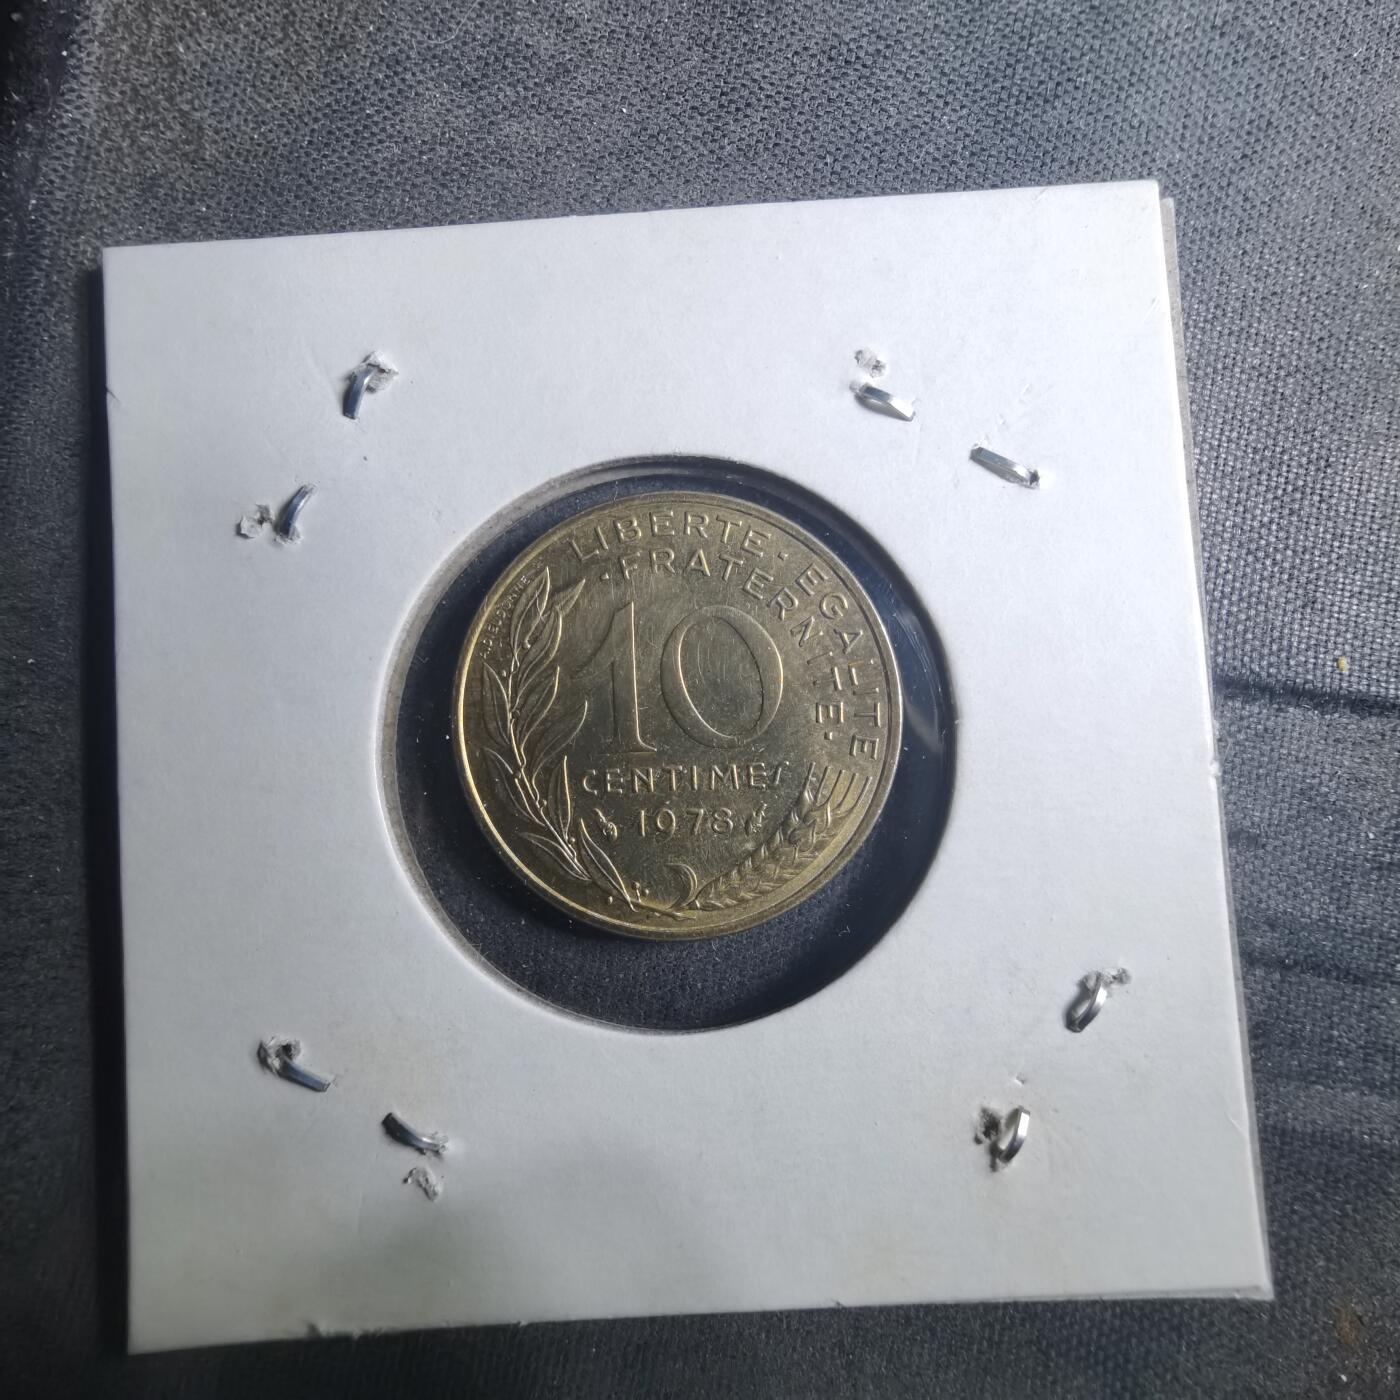 LIBERTE · EGALITE
· FRATERNITE ·
10
CENTIMES
1978